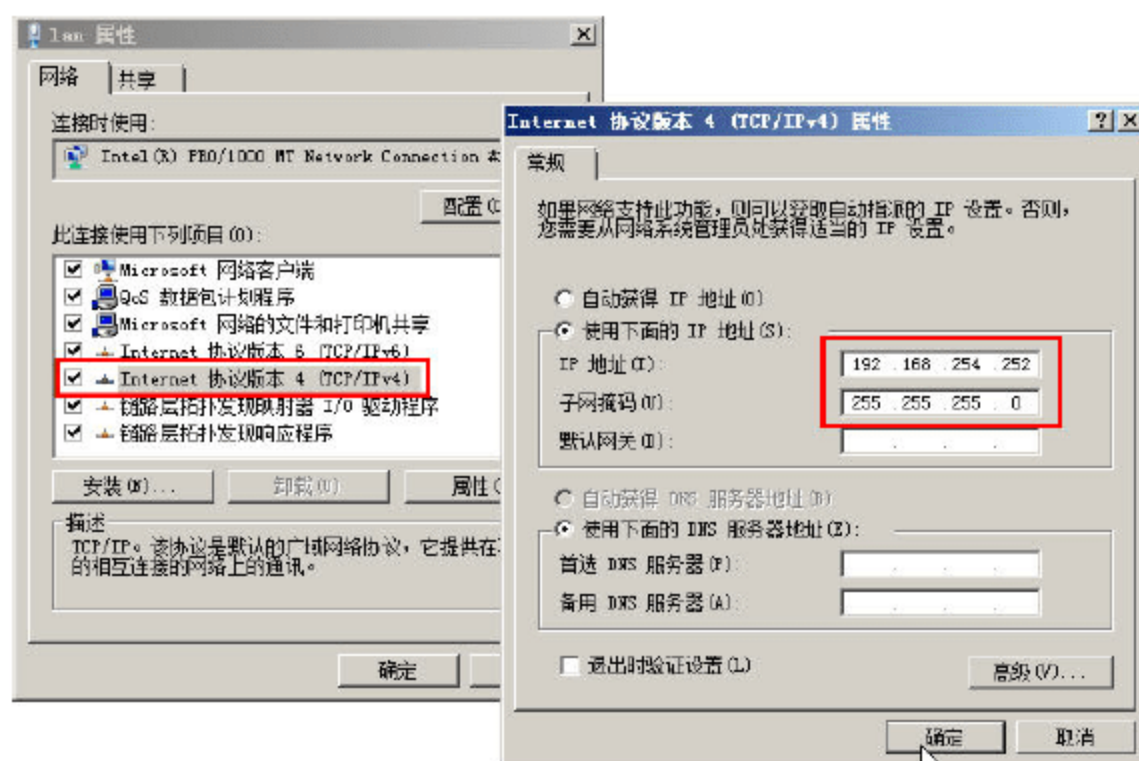 lan 属性
网络
共享
连接时使用:
Intel(R) PRO/1000 MT Network Connection
配置(C
此连接使用下列项目(O):
Microsoft 网络客户端
QoS 数据包计划程序
Microsoft 网络的文件和打印机共享
Internet 协议版本 6 (TCP/IPv6)
Internet 协议版本 4 (TCP/IPv4)
链路层拓扑发现映射器 I/O 驱动程序
链路层拓扑发现响应程序
安装(N)...
卸载(U)
属性(
描述
TCP/IP。该协议是默认的广域网络协议，它提供在
的相互连接的网络上的通讯。
确定
Internet 协议版本 4 (TCP/IPv4) 属性
常规
如果网络支持此功能，则可以获取自动指派的 IP 设置。否则，
您需要从网络系统管理员处获得适当的 IP 设置。
自动获得 IP 地址(O)
使用下面的 IP 地址(S):
IP 地址(I):
192 .168 .254 .252
子网掩码(U):
255 .255 .255 . 0
默认网关(D):
自动获得 DNS 服务器地址(B)
使用下面的 DNS 服务器地址(E):
首选 DNS 服务器(P):
备用 DNS 服务器(A):
退出时验证设置(L)
高级(V)...
确定
取消